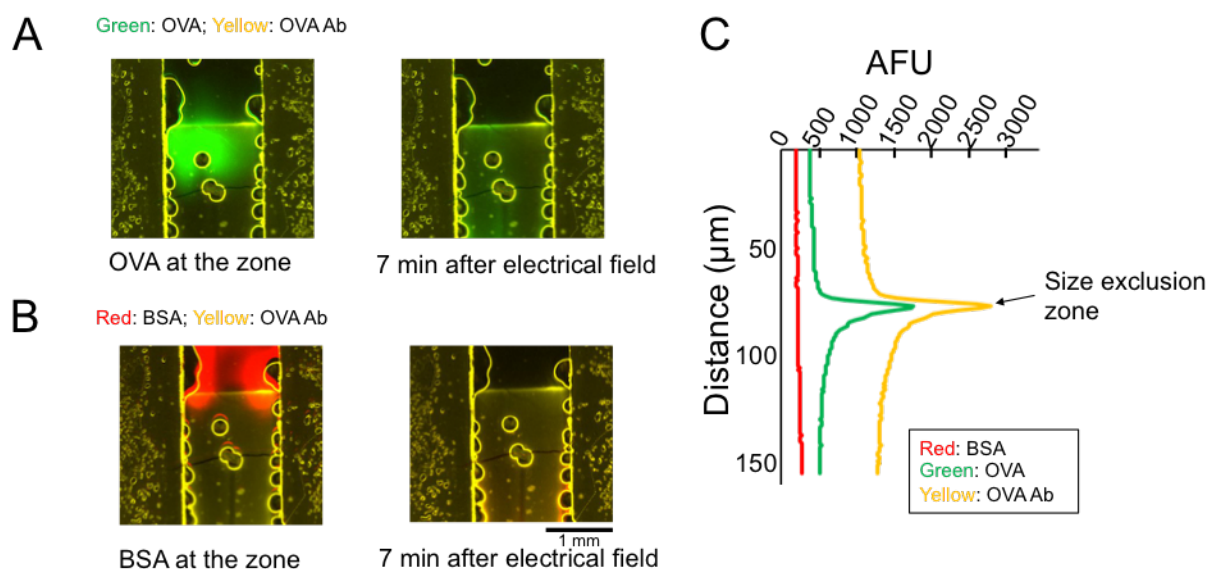 A
Green: OVA; Yellow: OVA Ab
OVA at the zone
7 min after electrical field
B
Red: BSA; Yellow: OVA Ab
1 mm
BSA at the zone
7 min after electrical field
C
AFU
0
500
1000
1500
2000
2500
3000
Distance (µm)
50
100
150
Size exclusion
zone
Red: BSA
Green: OVA
Yellow: OVA Ab